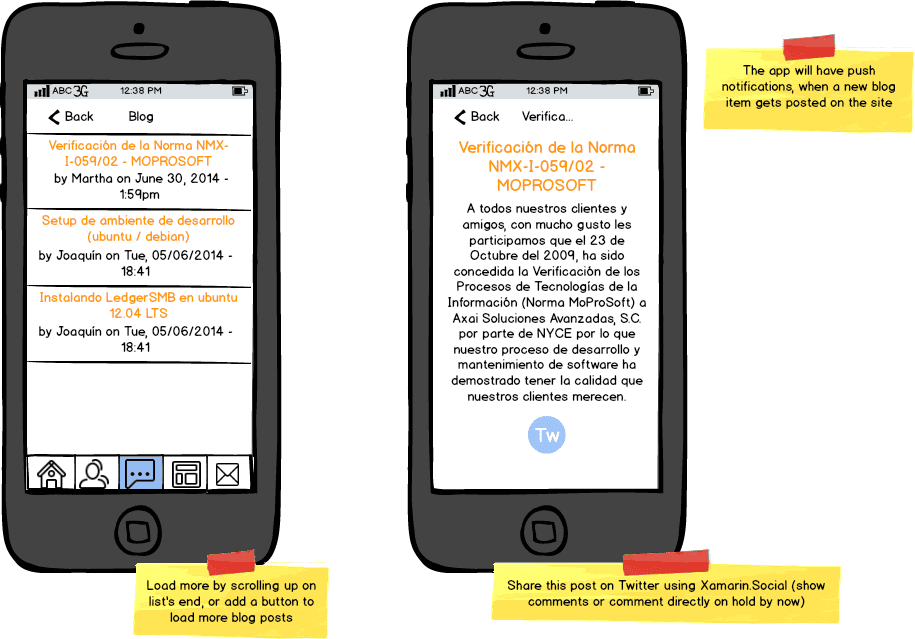 ABC 3G 12:38 PM
Back Blog
Verificación de la Norma NMX-
I-059/02 - MOPROSOFT
by Martha on June 30, 2014 -
1:59pm
Setup de ambiente de desarrollo
(ubuntu / debian)
by Joaquín on Tue, 05/06/2014 -
18:41
Instalando LedgerSMB en ubuntu
12.04 LTS
by Joaquín on Tue, 05/06/2014 -
18:41
Load more by scrolling up on
list's end, or add a button to
load more blog posts
ABC 3G 12:38 PM
Back Verifica...
Verificación de la Norma
NMX-I-059/02 -
MOPROSOFT
A todos nuestros clientes y
amigos, con mucho gusto les
participamos que el 23 de
Octubre del 2009, ha sido
concedida la Verificación de los
Procesos de Tecnologías de la
Información (Norma MoProSoft) a
Axai Soluciones Avanzadas, S.C.
por parte de NYCE por lo que
nuestro proceso de desarrollo y
mantenimiento de software ha
demostrado tener la calidad que
nuestros clientes merecen.
Tw
Share this post on Twitter using Xamarin.Social (show
comments or comment directly on hold by now)
The app will have push
notifications, when a new blog
item gets posted on the site